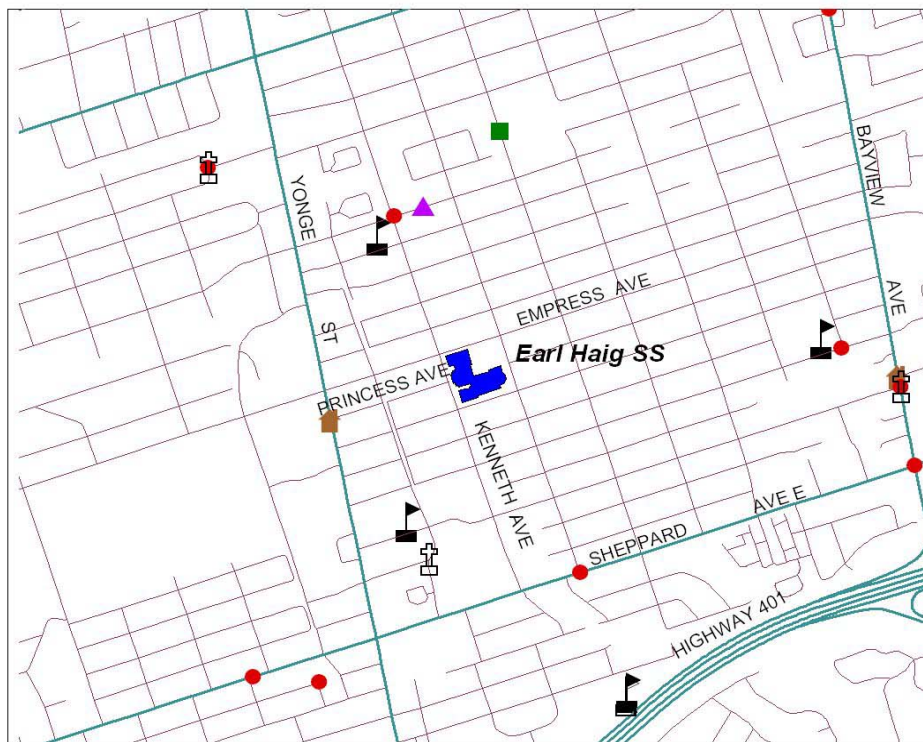 YONGE
ST
BAYVIEW
AVE
EMPRESS AVE
Earl Haig SS
PRINCESS AVE
KENNETH AVE
SHEPPARD
AVE E
HIGHWAY 401